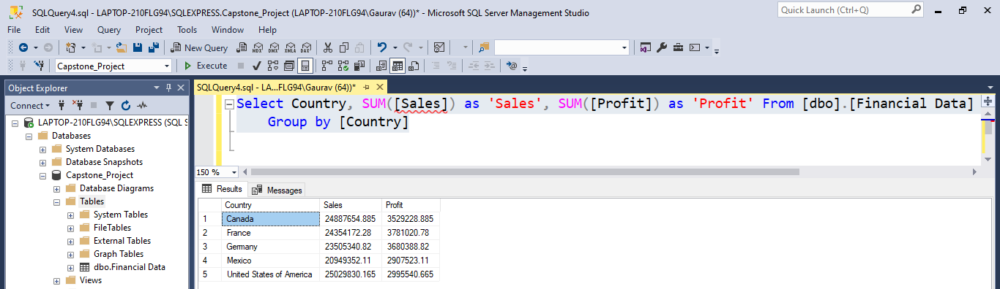 SQLQuery4.sql - LAPTOP-210FLG94\SQLEXPRESS.Capstone_Project (LAPTOP-210FLG94\Gaurav (64))* - Microsoft SQL Server Management Studio
Quick Launch (Ctrl+Q)
File Edit View Query Project Tools Window Help
New Query MDX DMX XMLA DAX
Capstone_Project Execute
Object Explorer
SQLQuery4.sql - LA...FLG94\Gaurav (64))*
Connect
LAPTOP-210FLG94\SQLEXPRESS (SQL S
Databases
System Databases
Database Snapshots
Capstone_Project
Database Diagrams
Tables
System Tables
FileTables
External Tables
Graph Tables
dbo.Financial Data
Views
Select Country, SUM([Sales]) as 'Sales', SUM([Profit]) as 'Profit' From [dbo].[Financial Data]
Group by [Country]
150 %
Results Messages
Country Sales Profit
1 Canada 24887654.885 3529228.885
2 France 24354172.28 3781020.78
3 Germany 23505340.82 3680388.82
4 Mexico 20949352.11 2907523.11
5 United States of America 25029830.165 2995540.665